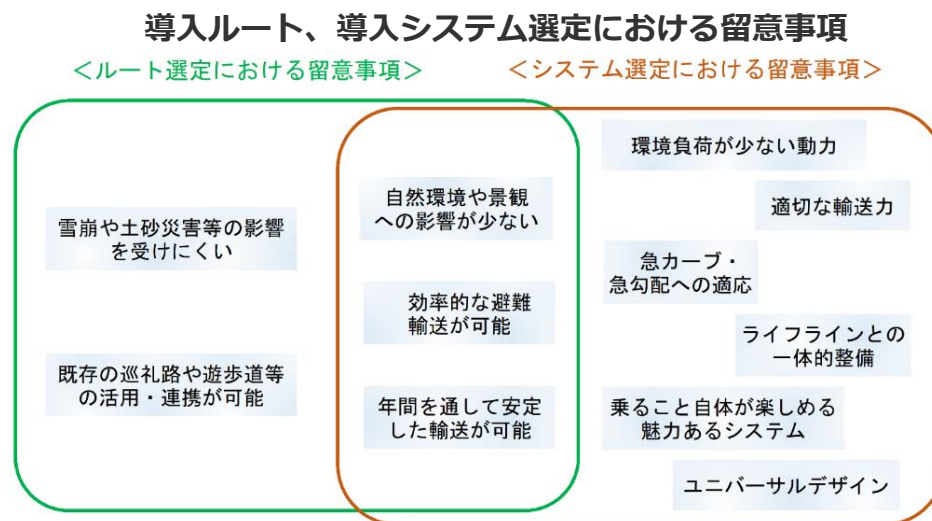 導入ルート、導入システム選定における留意事項
＜ルート選定における留意事項＞
＜システム選定における留意事項＞
雪崩や土砂災害等の影響
を受けにくい
既存の巡礼路や遊歩道等
の活用・連携が可能
自然環境や景観
への影響が少ない
効率的な避難
輸送が可能
年間を通して安定
した輸送が可能
環境負荷が少ない動力
適切な輸送力
急カーブ・
急勾配への適応
ライフラインとの
一体的整備
乗ること自体が楽しめる
魅力あるシステム
ユニバーサルデザイン